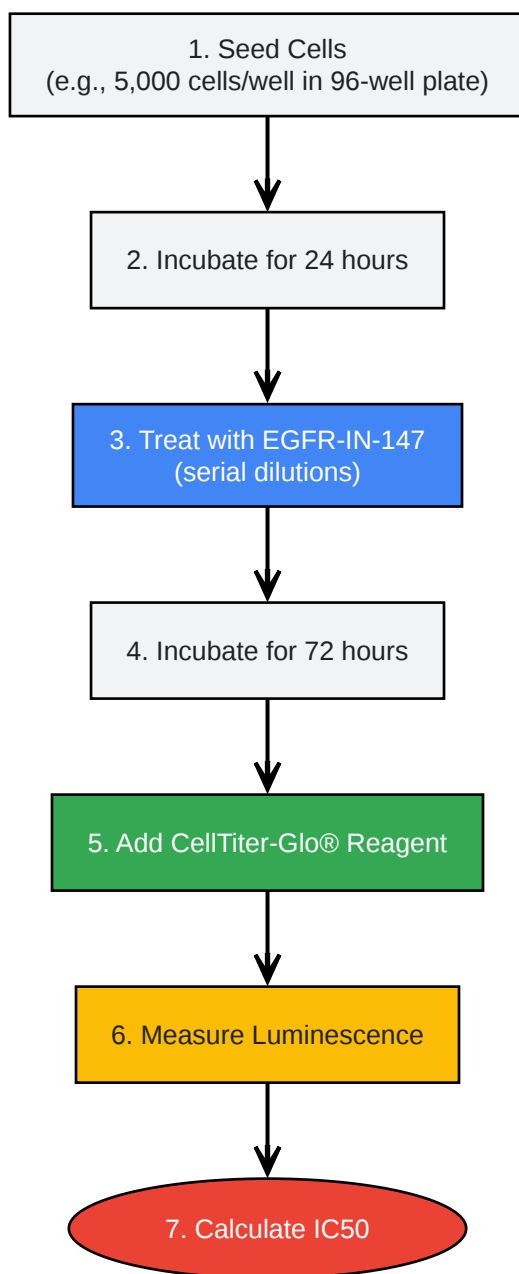 1. Seed Cells
(e.g., 5,000 cells/well in 96-well plate)
2. Incubate for 24 hours
3. Treat with EGFR-IN-147
(serial dilutions)
4. Incubate for 72 hours
5. Add CellTiter-Glo® Reagent
6. Measure Luminescence
7. Calculate IC50